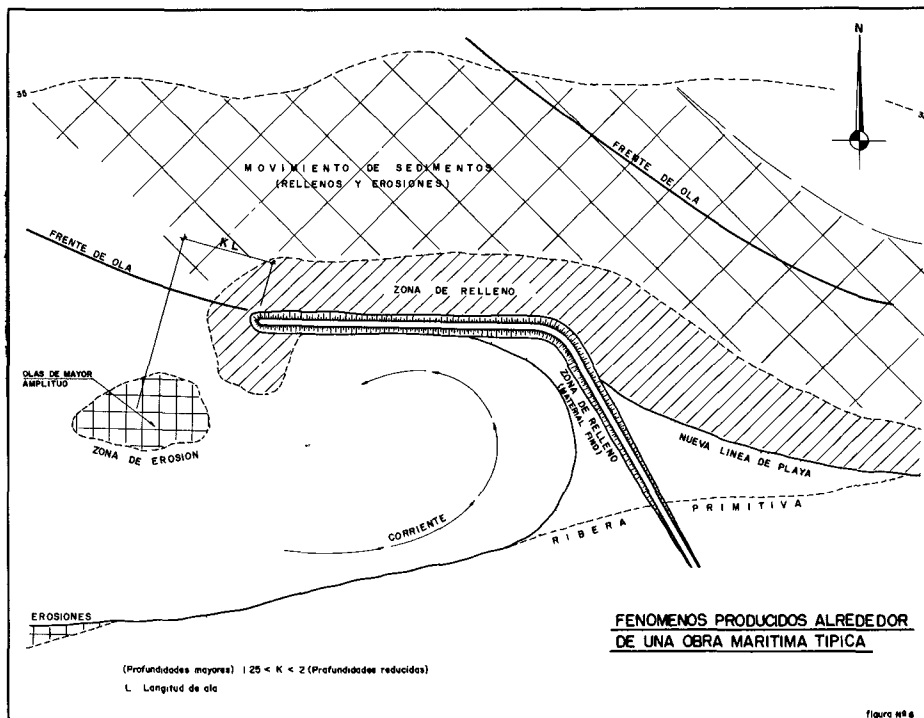 N
35
MOVIMIENTO DE SEDIMENTOS
(RELLENOS Y EROSIONES)
FRENTE DE OLA
FRENTE DE OLA
KL
ZONA DE RELLENO
OLAS DE MAYOR
AMPLITUD
ZONA DE EROSION
ZONA DE RELLENO
(MATERIAL FINO)
NUEVA LINEA DE PLAYA
CORRIENTE
RIBERA PRIMITIVA
EROSIONES
FENOMENOS PRODUCIDOS ALREDEDOR
DE UNA OBRA MARITIMA TIPICA
(Profundidades mayores) 1 25 < K < 2 (Profundidades reducidas)
L Longitud de ola
figura Nº 6